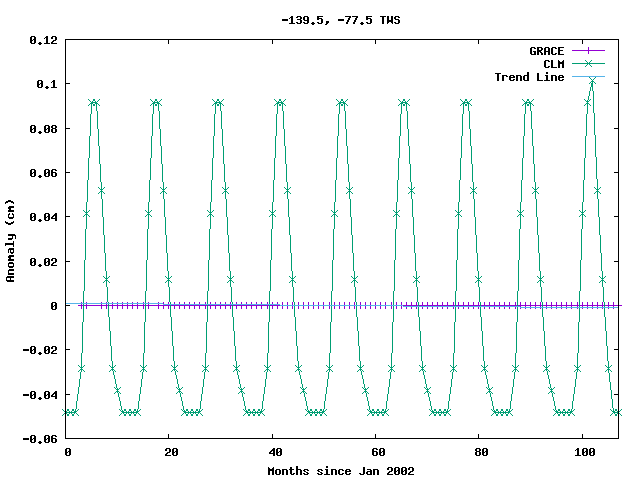 -139.5, -77.5 TWS
GRACE
CLM
Trend Line
0.12
0.1
0.08
0.06
0.04
0.02
0
-0.02
-0.04
-0.06
Anomaly (cm)
0 20 40 60 80 100
Months since Jan 2002